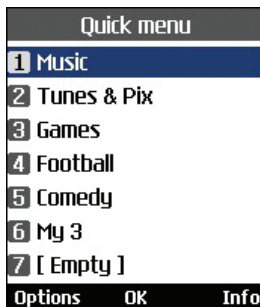 Quick menu
1 Music
2 Tunes & Pix
3 Games
4 Football
5 Comedy
6 My 3
7 [ Empty ]
Options OK Info